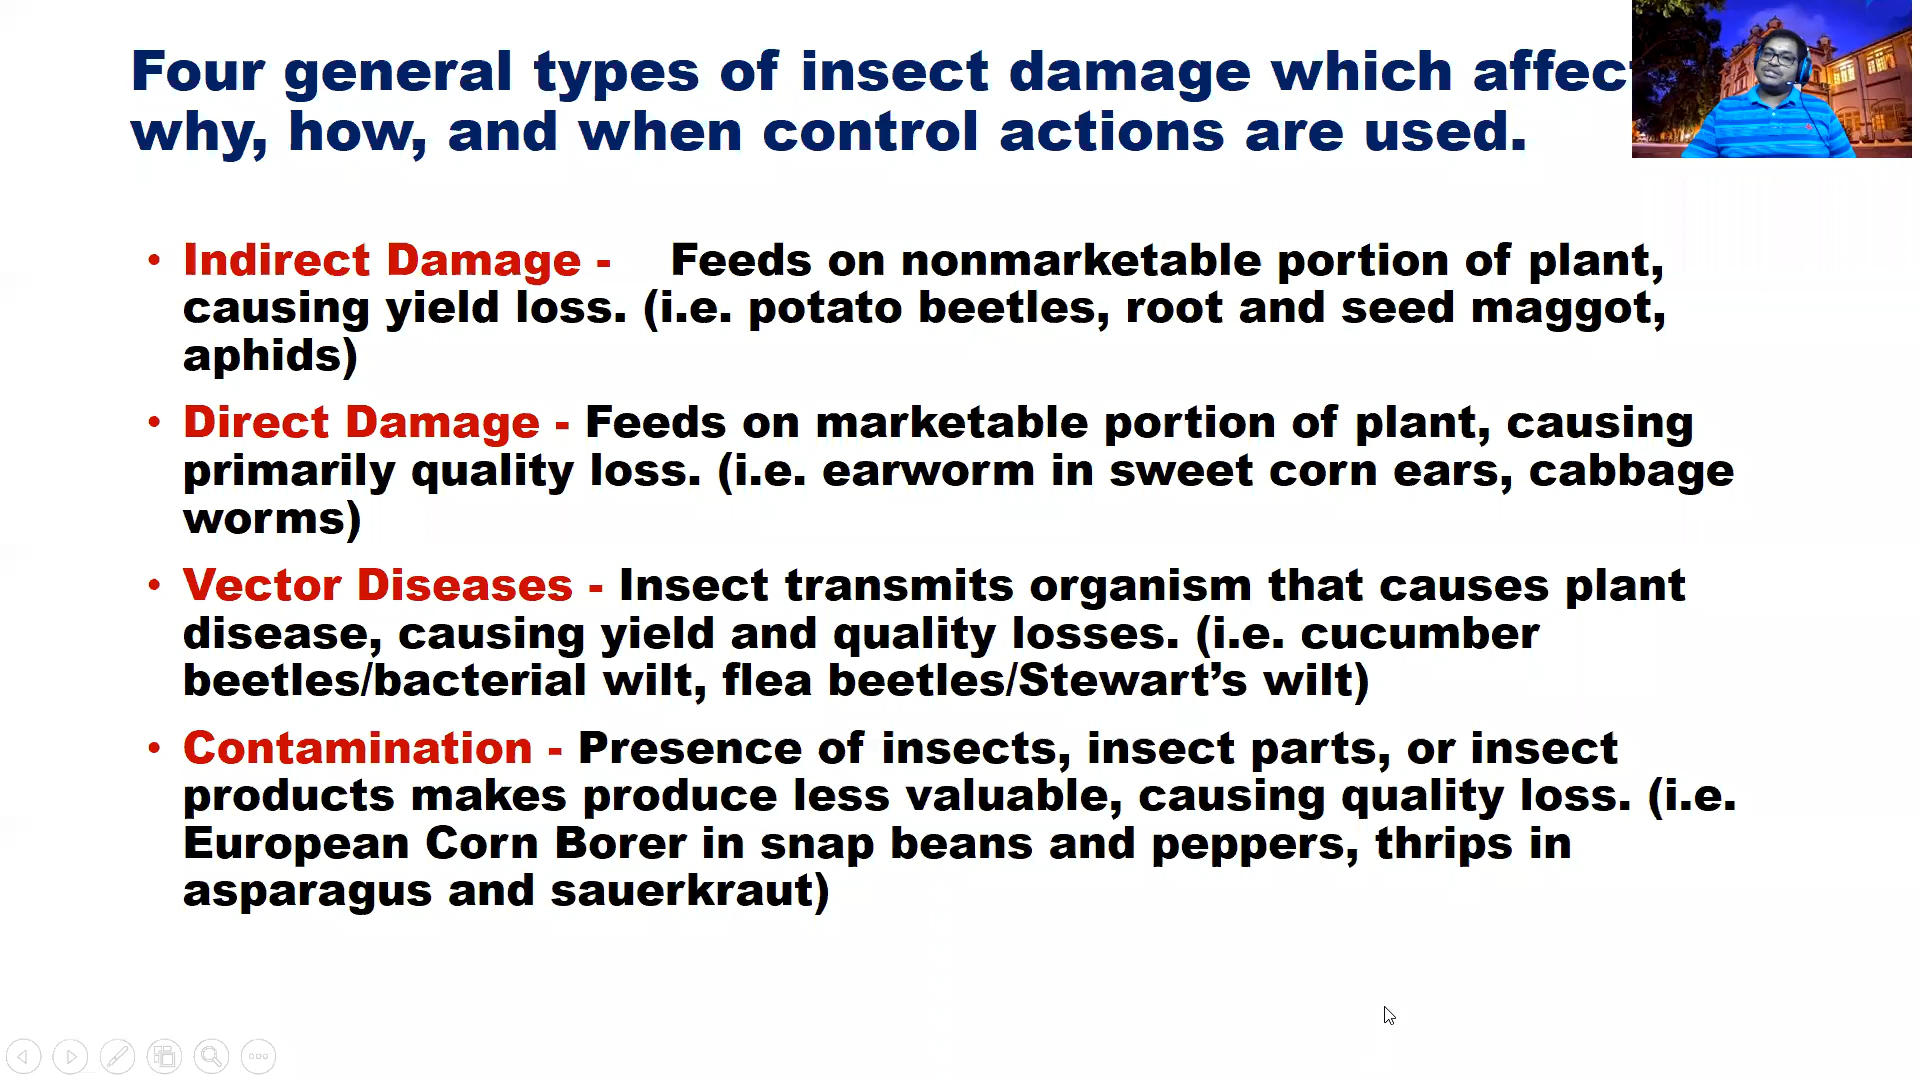 Four general types of insect damage which affect
why, how, and when control actions are used.
• Indirect Damage - Feeds on nonmarketable portion of plant,
causing yield loss. (i.e. potato beetles, root and seed maggot,
aphids)
• Direct Damage - Feeds on marketable portion of plant, causing
primarily quality loss. (i.e. earworm in sweet corn ears, cabbage
worms)
• Vector Diseases - Insect transmits organism that causes plant
disease, causing yield and quality losses. (i.e. cucumber
beetles/bacterial wilt, flea beetles/Stewart’s wilt)
• Contamination - Presence of insects, insect parts, or insect
products makes produce less valuable, causing quality loss. (i.e.
European Corn Borer in snap beans and peppers, thrips in
asparagus and sauerkraut)